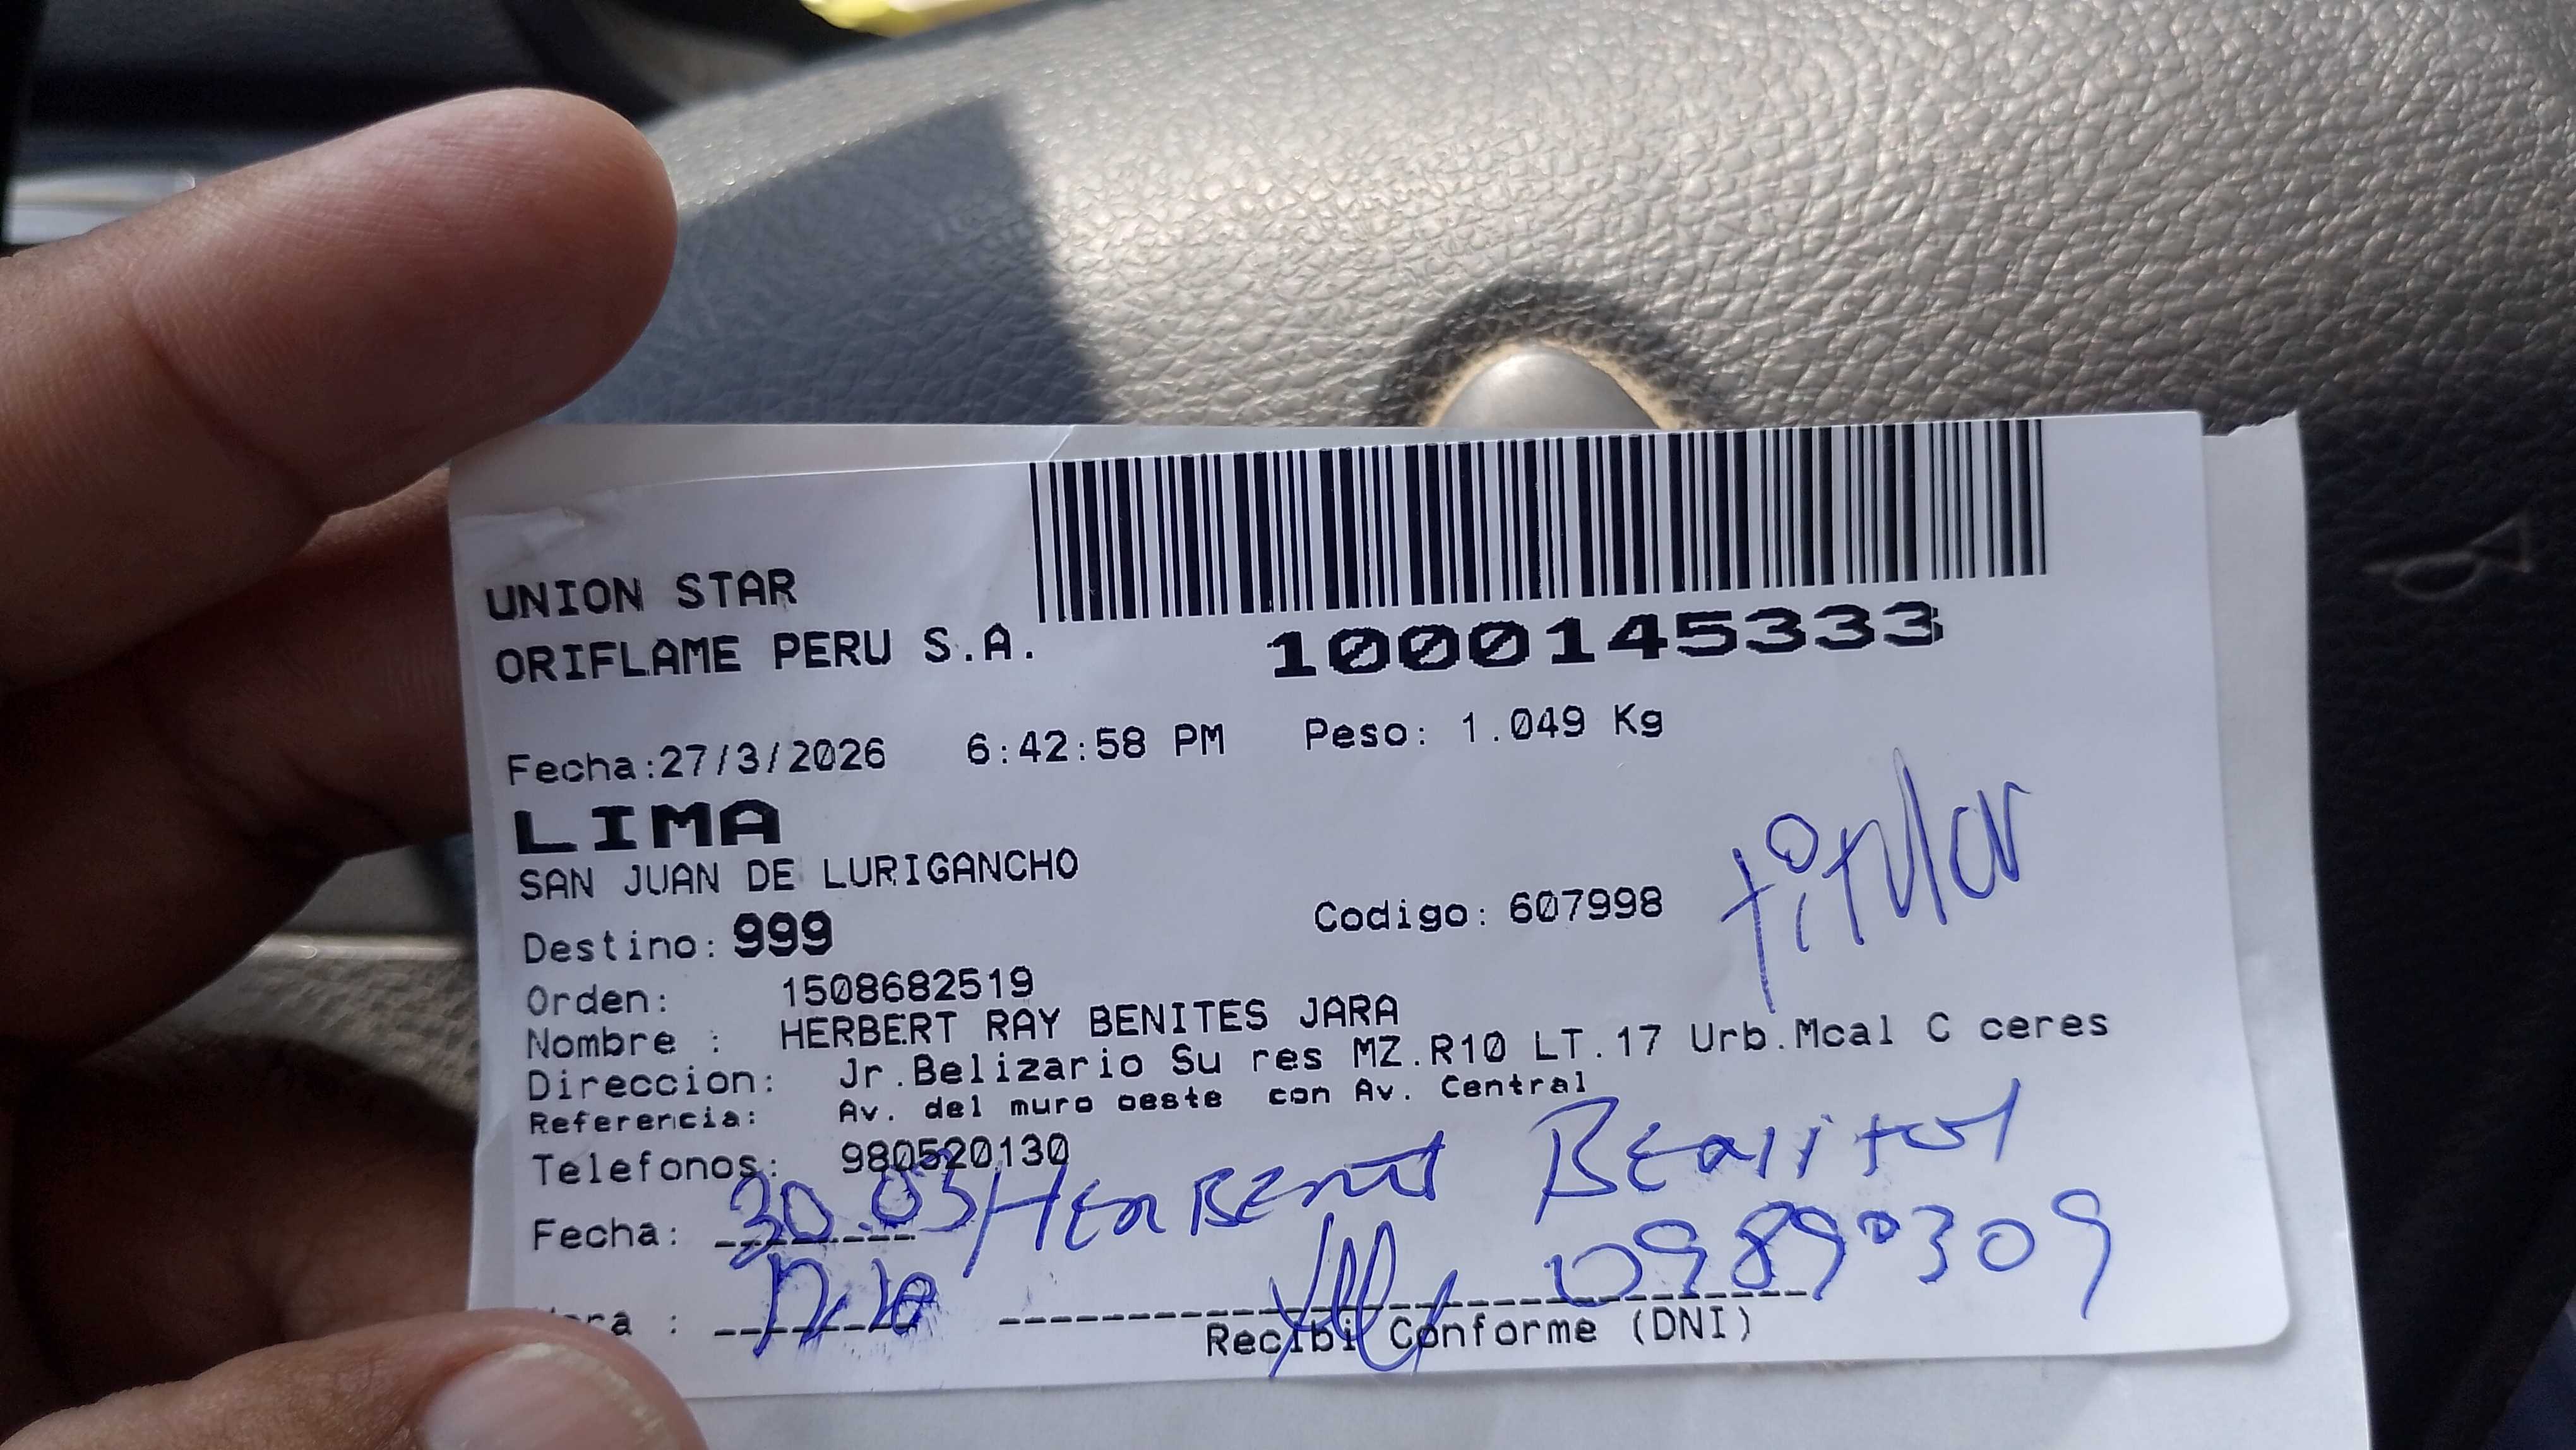 UNION STAR
ORIFLAME PERU S.A.
1000145333
Fecha:27/3/2026 6:42:58 PM Peso: 1.049 Kg
LIMA
SAN JUAN DE LURIGANCHO
titular
Destino: 999 Codigo: 607998
Orden: 1508682519
Nombre : HERBERT RAY BENITES JARA
Direccion: Jr.Belizario Su res MZ.R10 LT.17 Urb.Mcal C ceres
Referencia: Av. del muro oeste con Av. Central
Telefonos: 980520130
Fecha: 30.03
09890309
ra :
Recibi Conforme (DNI)